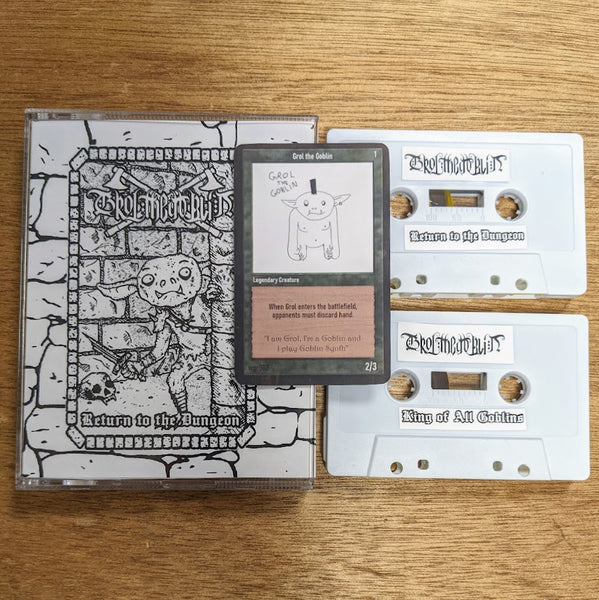 Grol the Goblin
Return to the Dungeon
Grol the Goblin 1
GROL
THE
GOBLIN
Legendary Creature
When Grol enters the battlefield,
opponents must discard hand.
"I am Grol. I'm a Goblin and
I play Goblin Synth"
2/3
Grol the Goblin
Return to the Dungeon
Grol the Goblin
King of All Goblins